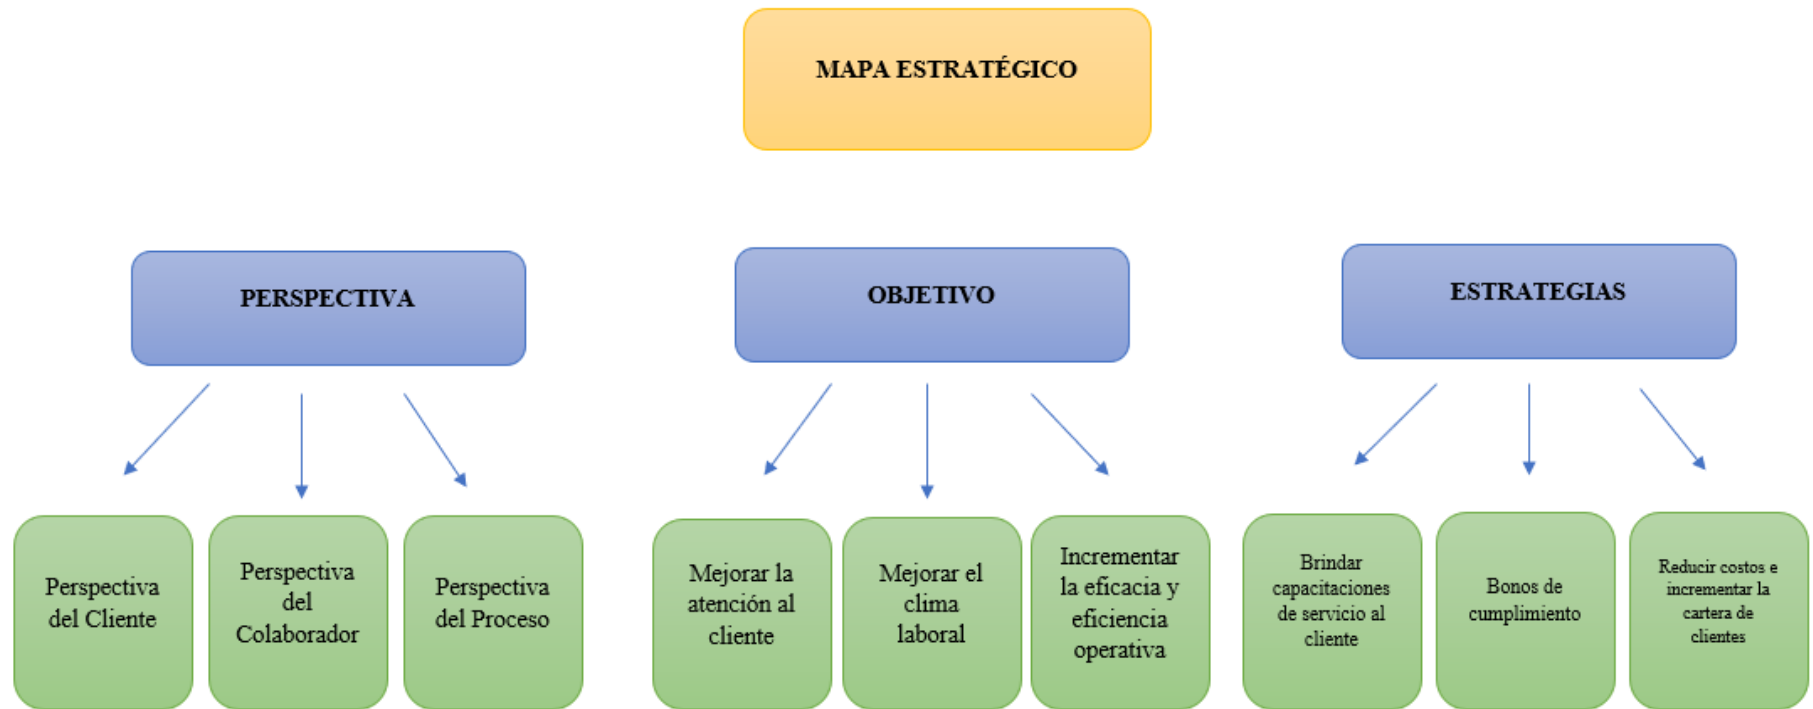 MAPA ESTRATÉGICO
PERSPECTIVA
OBJETIVO
ESTRATEGIAS
Perspectiva
del Cliente
Perspectiva
del
Colaborador
Perspectiva
del Proceso
Mejorar la
atención al
cliente
Mejorar el
clima
laboral
Incrementar
la eficacia y
eficiencia
operativa
Brindar
capacitaciones
de servicio al
cliente
Bonos de
cumplimiento
Reducir costos e
incrementar la
cartera de
clientes